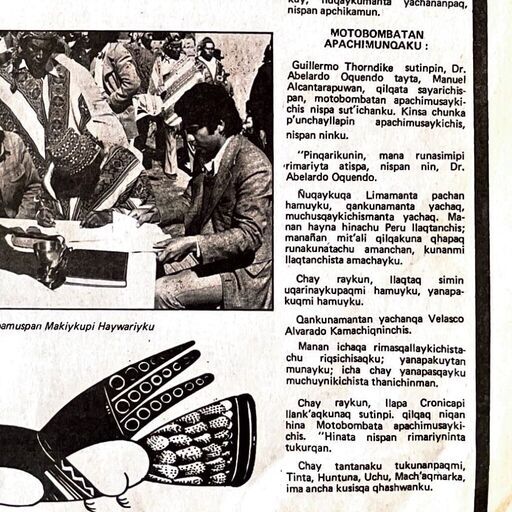 kuy, ñuqaykumanta yachananpaq,
nispan apchikamun.
MOTOBOMBATAN
APACHIMUNQAKU :
Guillermo Thorndike sutinpin, Dr.
Abelardo Oquendo tayta, Manuel
Alcantarapuwan, qilqata sayarichis-
pan, motobombatan apachimusayki-
chis nispa sut'ichanku. Kinsa chunka
p'unchayllapin apachimusaykichis,
nispan ninku.
"Pinqarikunin, mana runasimipi
rimariyta atispa, nispan nin, Dr.
Abelardo Oquendo.
Ñuqaykuqa Limamanta pachan
hamuyku, qankunamanta yachaq,
muchusqaykichismanta yachaq. Ma-
nan hayna hinachu Peru llaqtanchis;
manañan mit'ali qilqakuna qhapaq
runakunatachu amanchan, kunanmi
llaqtanchista amachayku.
Chay raykun, llaqtaq simin
uqarinaykupaqmi hamuyku, yanapa-
kuqmi hamuyku.
Qankunamantan yachanqa Velasco
Alvarado Kamachiqninchis.
Manan ichaqa rimasqallaykichista-
chu riqsichisaqku; yanapakuytan
munayku; icha chay yanapasqayku
muchuynikichista thanichinman.
Chay raykun, llapa Cronicapi
llank'aqkunaq sutinpi. qilqaq niqan
hina Motobombata apachimusayki-
chis. "Hinata nispan rimariyninta
tukurqan.
Chay tantanaku tukunanpaqmi,
Tinta, Huntuna, Uchu, Mach'aqmarka,
ima ancha kusisqa qhashwanku.
amuspan Makiykupi Haywariyku